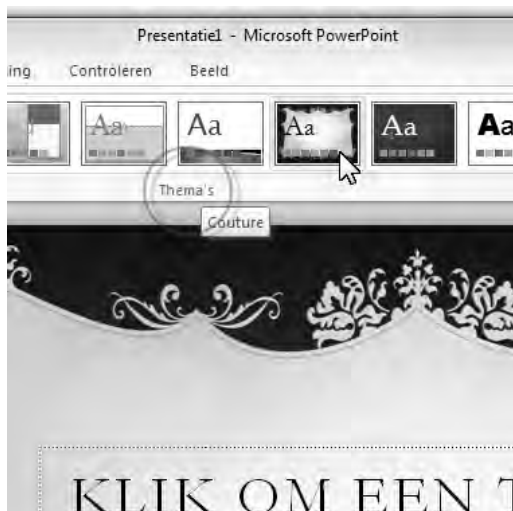 Presentatie1 - Microsoft PowerPoint
ing Controleren Beeld
Aa Aa Aa Aa Aa
Thema's
Couture
KLIK OM EEN T